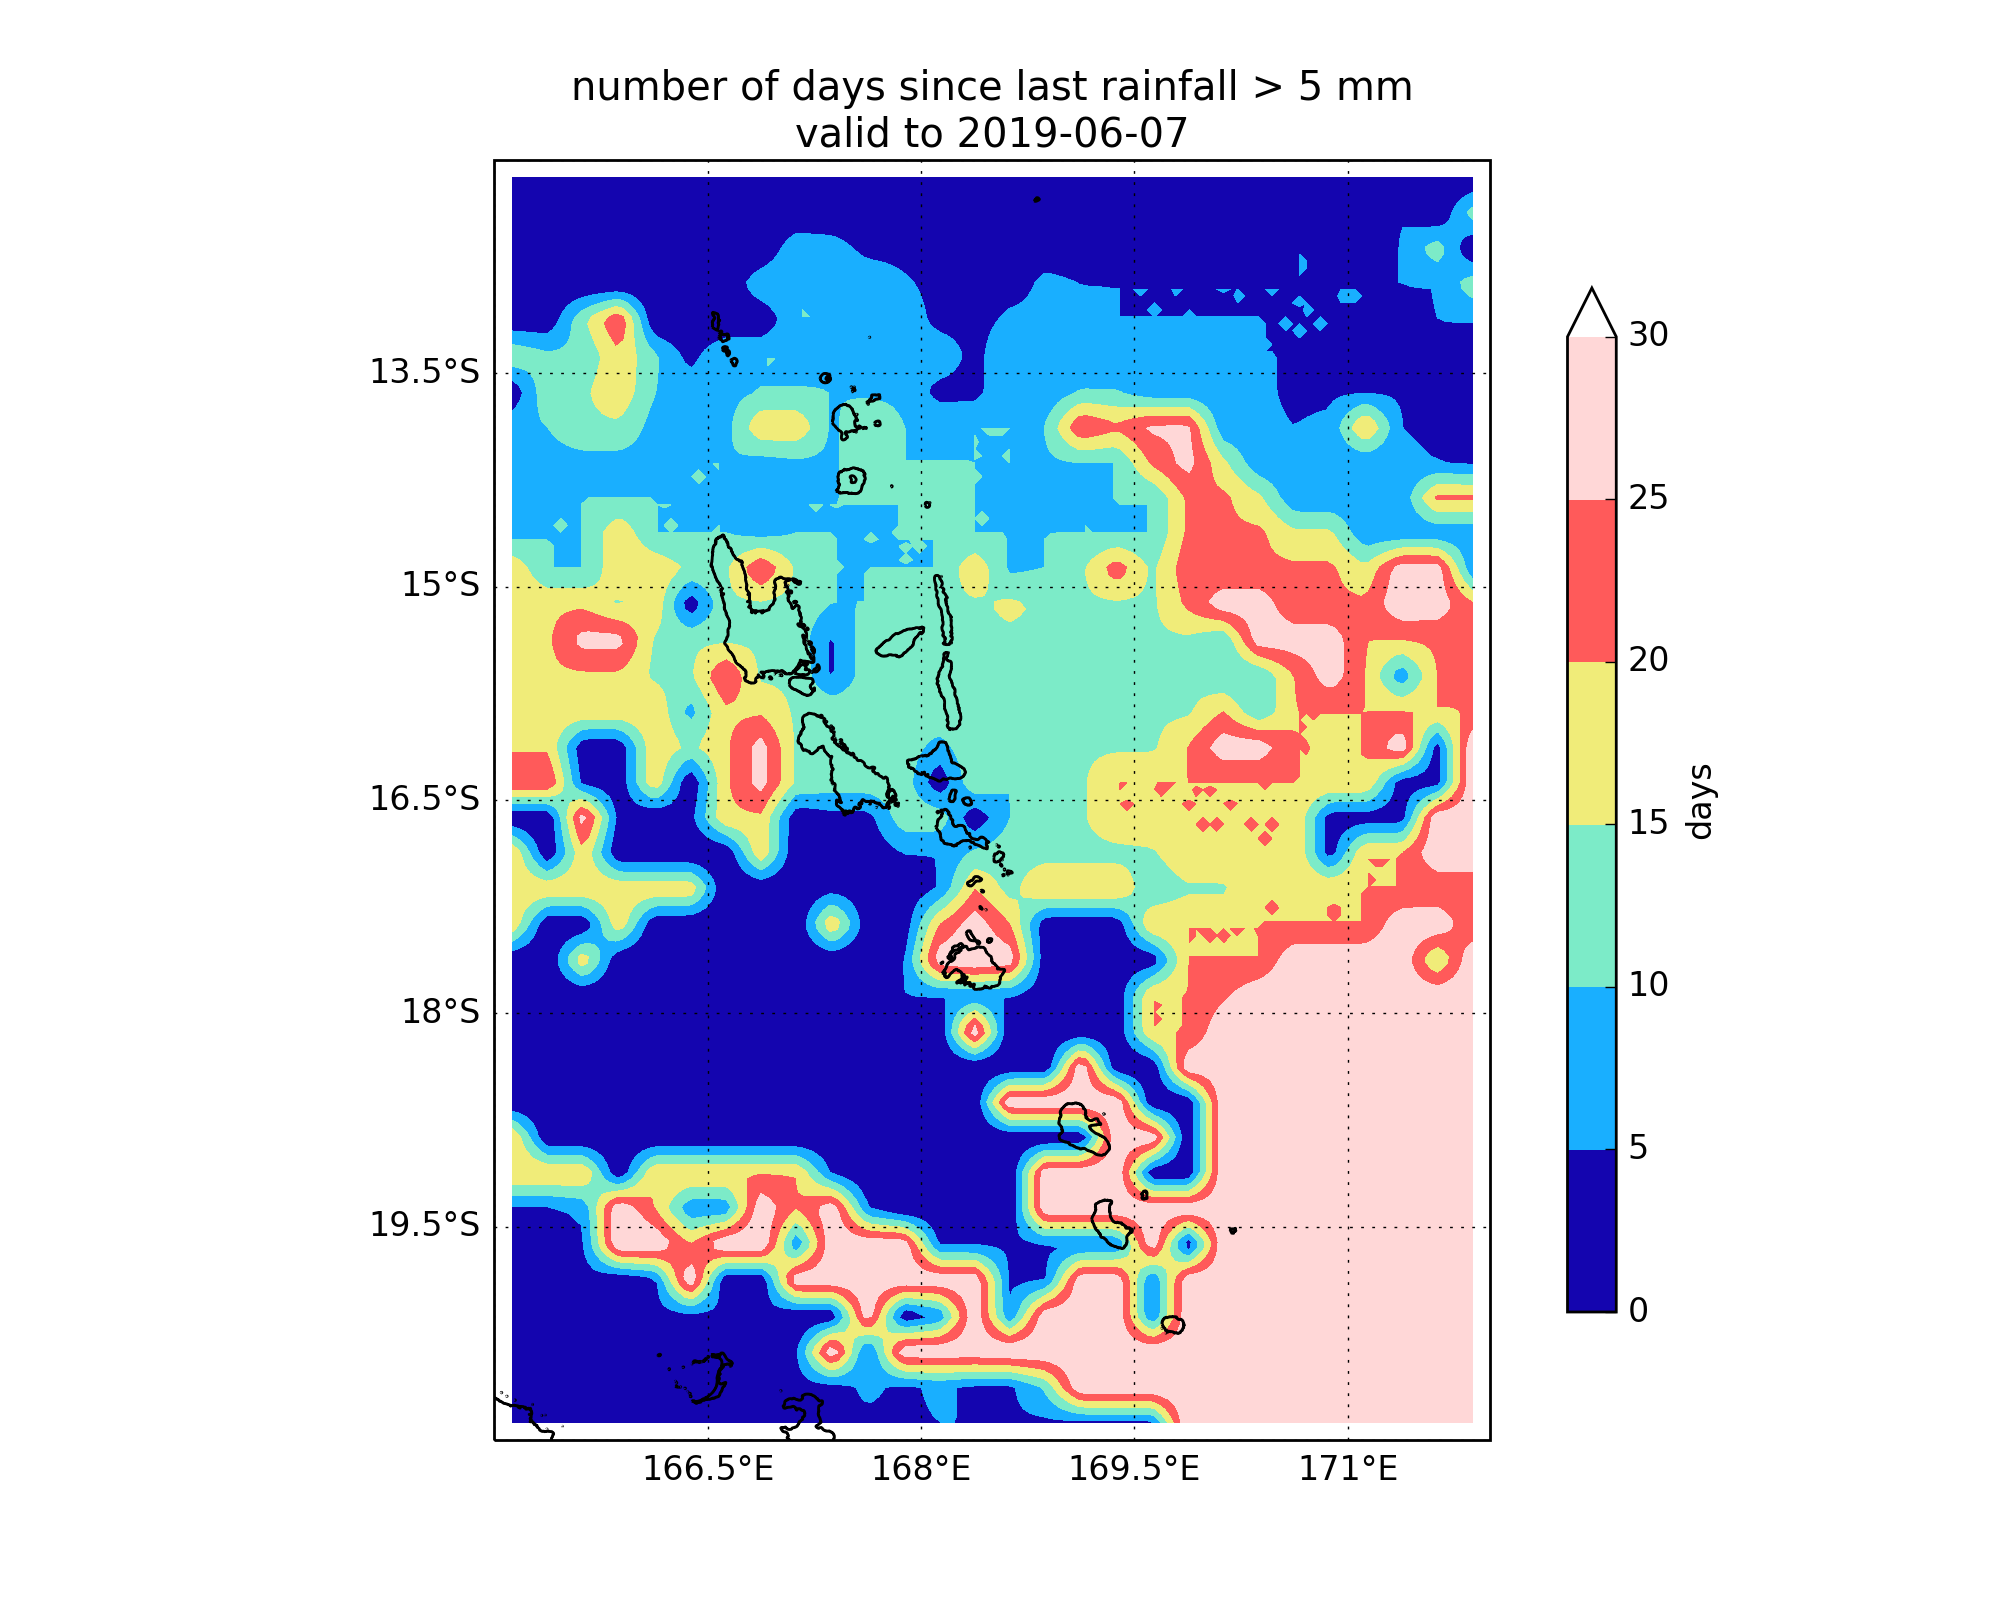 number of days since last rainfall > 5 mm
valid to 2019-06-07
13.5°S
15°S
16.5°S
18°S
19.5°S
166.5°E
168°E
169.5°E
171°E
30
25
20
15
10
5
0
days